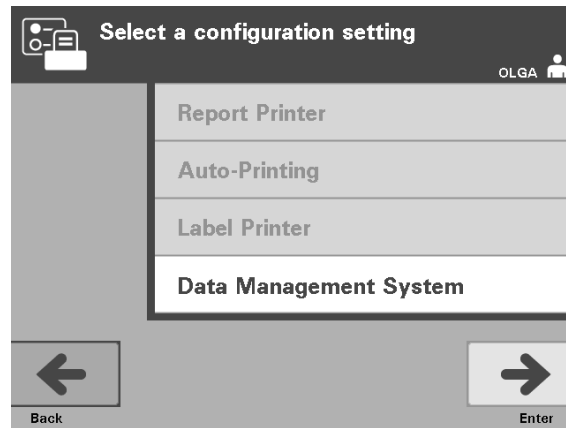 Select a configuration setting
OLGA
Report Printer
Auto-Printing
Label Printer
Data Management System
Back
Enter